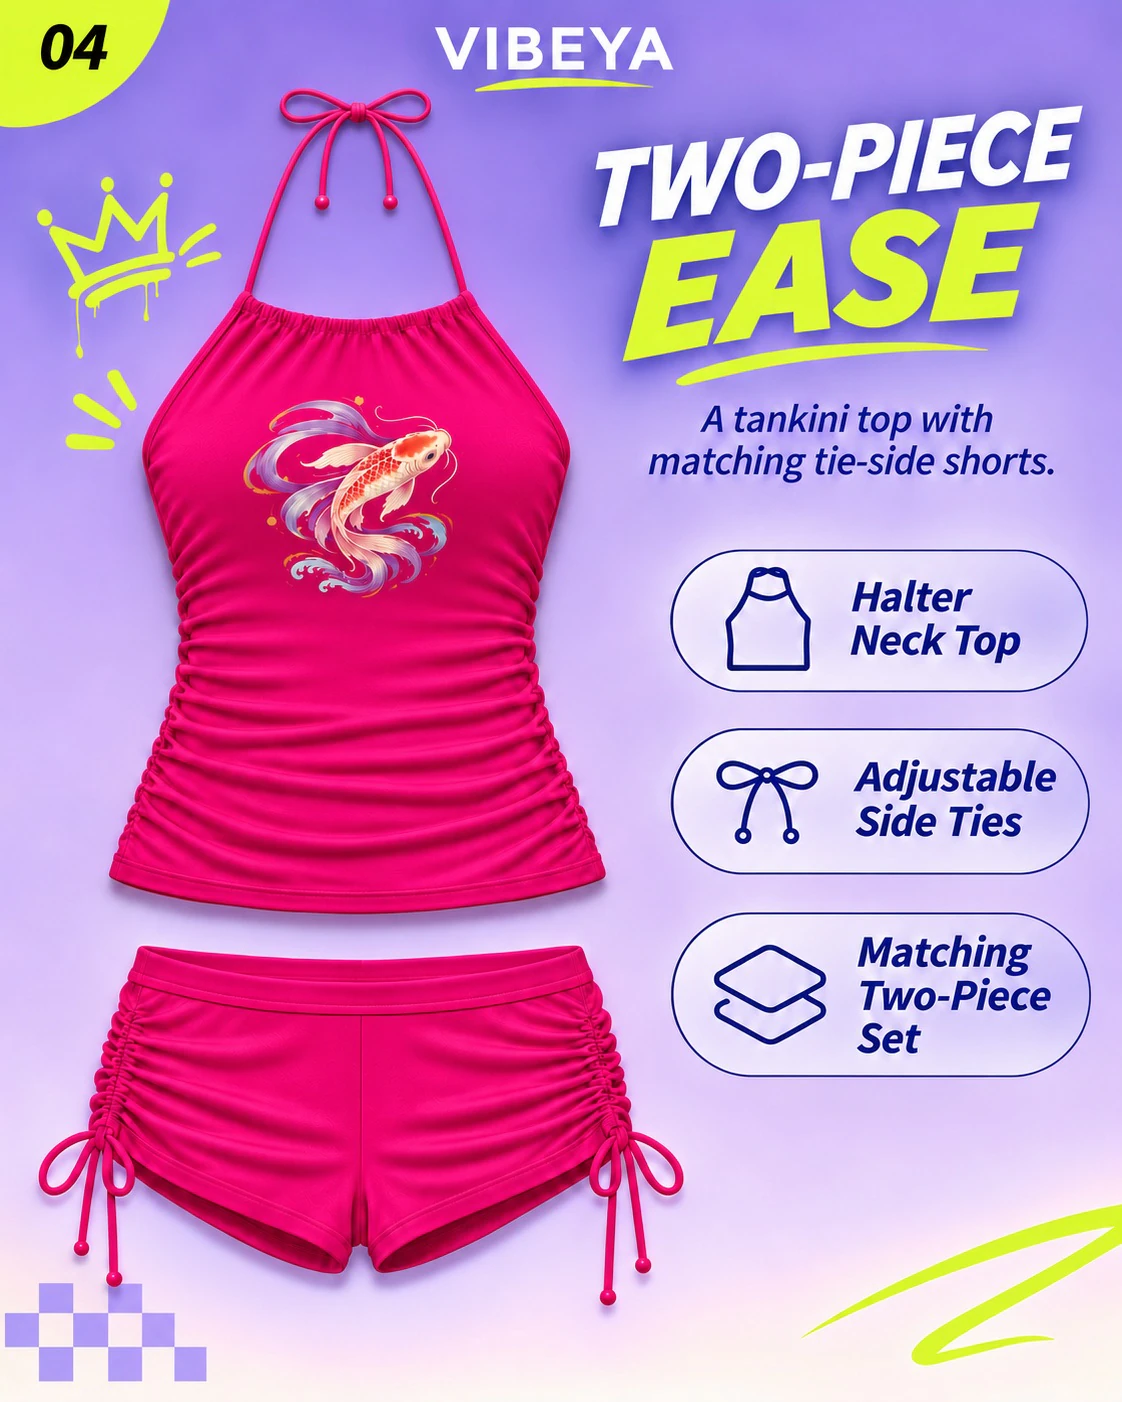 04
VIBEYA
TWO-PIECE
EASE
A tankini top with
matching tie-side shorts.
Halter
Neck Top
Adjustable
Side Ties
Matching
Two-Piece
Set